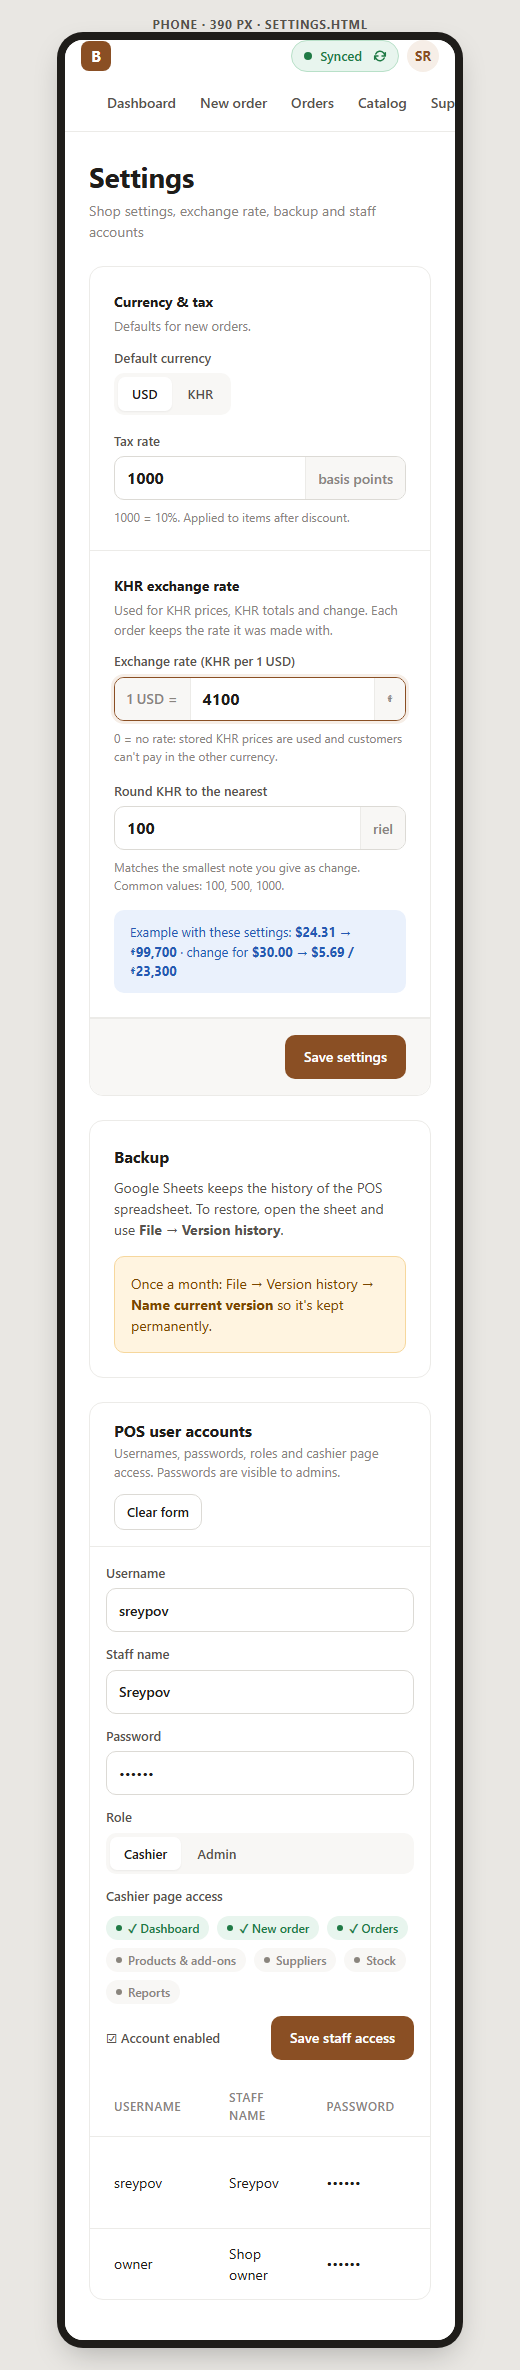 PHONE · 390 PX · SETTINGS.HTML
B
Synced
SR
Dashboard New order Orders Catalog Sup
Settings
Shop settings, exchange rate, backup and staff
accounts
Currency & tax
Defaults for new orders.
Default currency
USD KHR
Tax rate
1000 basis points
1000 = 10%. Applied to items after discount.
KHR exchange rate
Used for KHR prices, KHR totals and change. Each
order keeps the rate it was made with.
Exchange rate (KHR per 1 USD)
1 USD = 4100 ៛
0 = no rate: stored KHR prices are used and customers
can't pay in the other currency.
Round KHR to the nearest
100 riel
Matches the smallest note you give as change.
Common values: 100, 500, 1000.
Example with these settings: $24.31 →
៛99,700 · change for $30.00 → $5.69 /
៛23,300
Save settings
Backup
Google Sheets keeps the history of the POS
spreadsheet. To restore, open the sheet and
use File → Version history.
Once a month: File → Version history →
Name current version so it's kept
permanently.
POS user accounts
Usernames, passwords, roles and cashier page
access. Passwords are visible to admins.
Clear form
Username
sreypov
Staff name
Sreypov
Password
••••••
Role
Cashier Admin
Cashier page access
✓ Dashboard ✓ New order ✓ Orders
Products & add-ons Suppliers Stock
Reports
☑ Account enabled Save staff access
USERNAME STAFF NAME PASSWORD
sreypov Sreypov ••••••
owner Shop owner ••••••